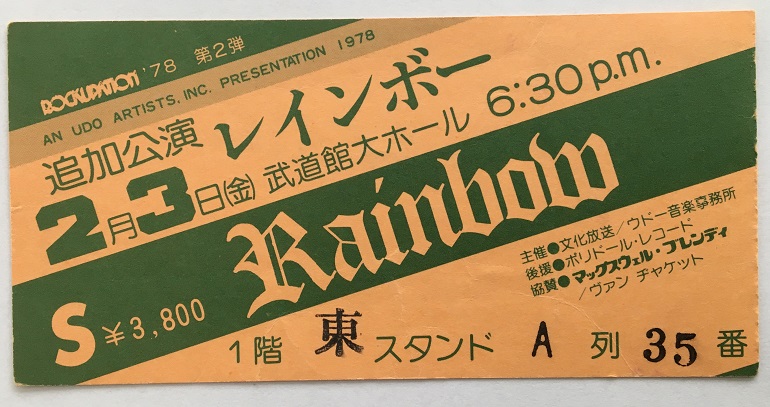 ROCKUPATION '78 第2弾
AN UDO ARTISTS, INC. PRESENTATION 1978
追加公演 レインボー
2月3日(金) 武道館大ホール 6:30p.m.
Rainbow
主催●文化放送/ウドー音楽事務所
後援●ポリドール・レコード
協賛●マックスウェル・ブレンディ
/ヴァン ヂャケット
S ¥3,800
1階 東 スタンド A 列 35 番